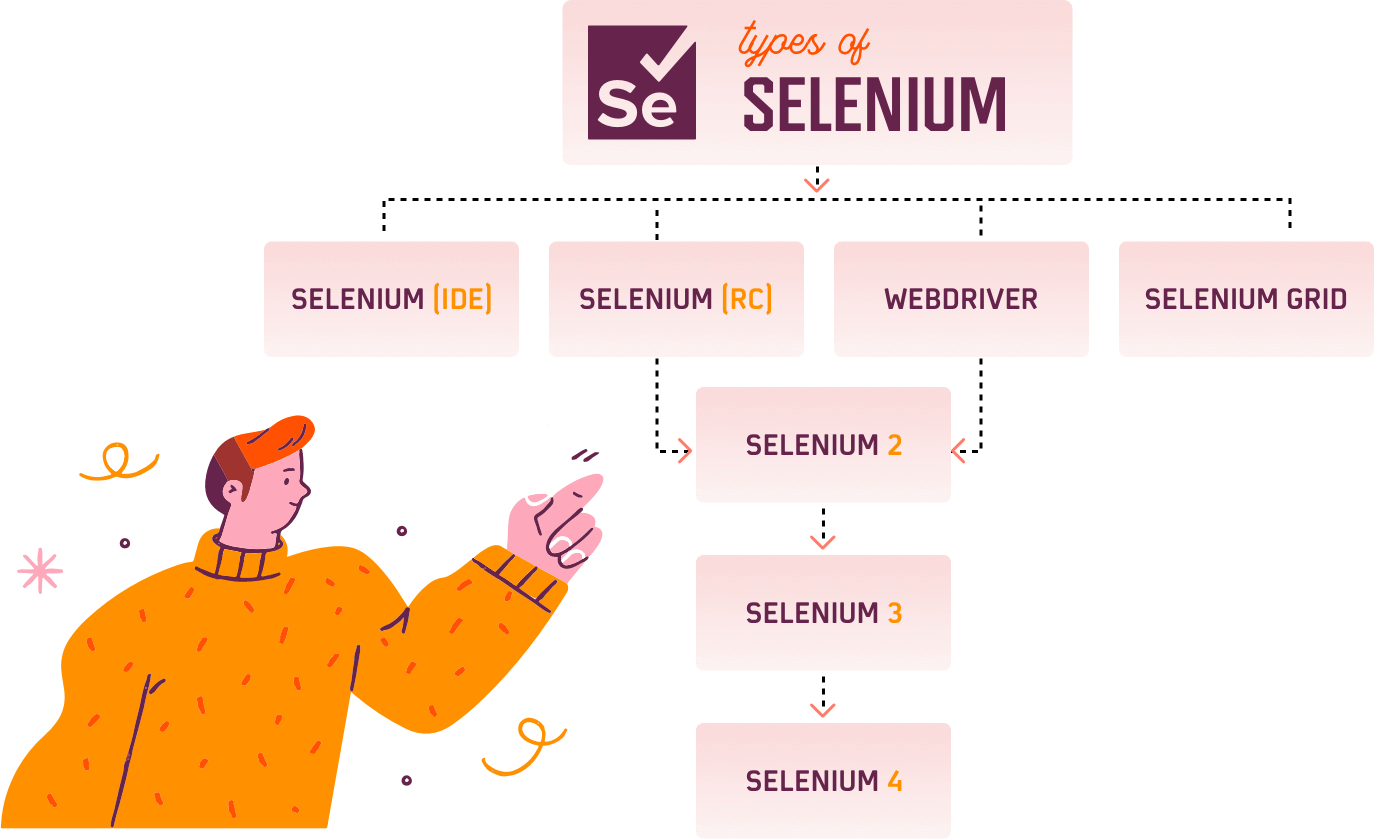 Se
types of
SELENIUM
SELENIUM (IDE)
SELENIUM (RC)
WEBDRIVER
SELENIUM GRID
SELENIUM 2
SELENIUM 3
SELENIUM 4